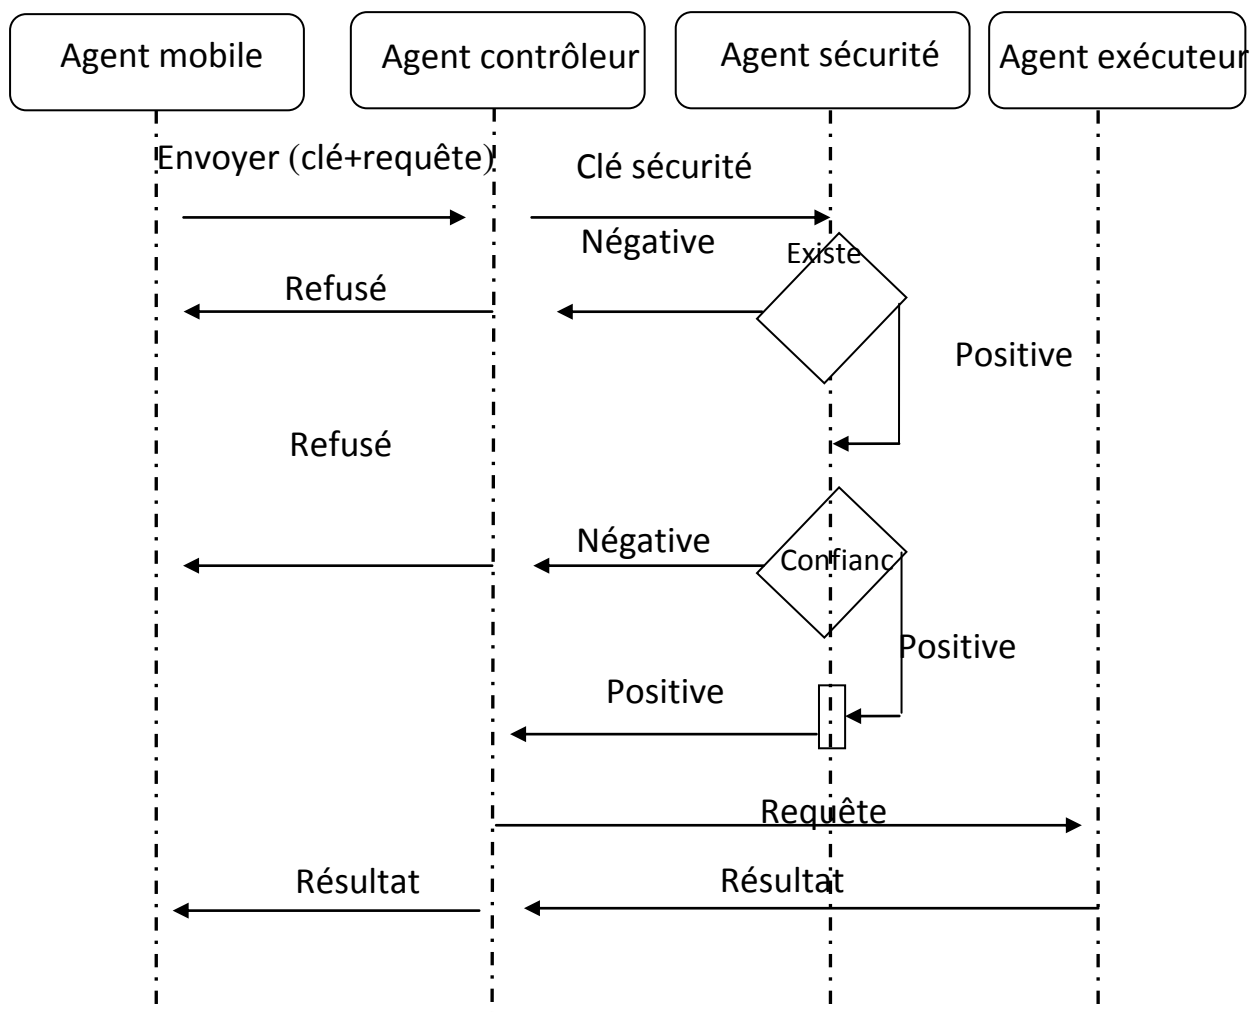 Agent mobile
Agent contrôleur
Agent sécurité
Agent exécuteur
Envoyer (clé+requête)
Clé sécurité
Négative
Existe
Refusé
Positive
Refusé
Négative
Confianc
Positive
Positive
Requête
Résultat
Résultat